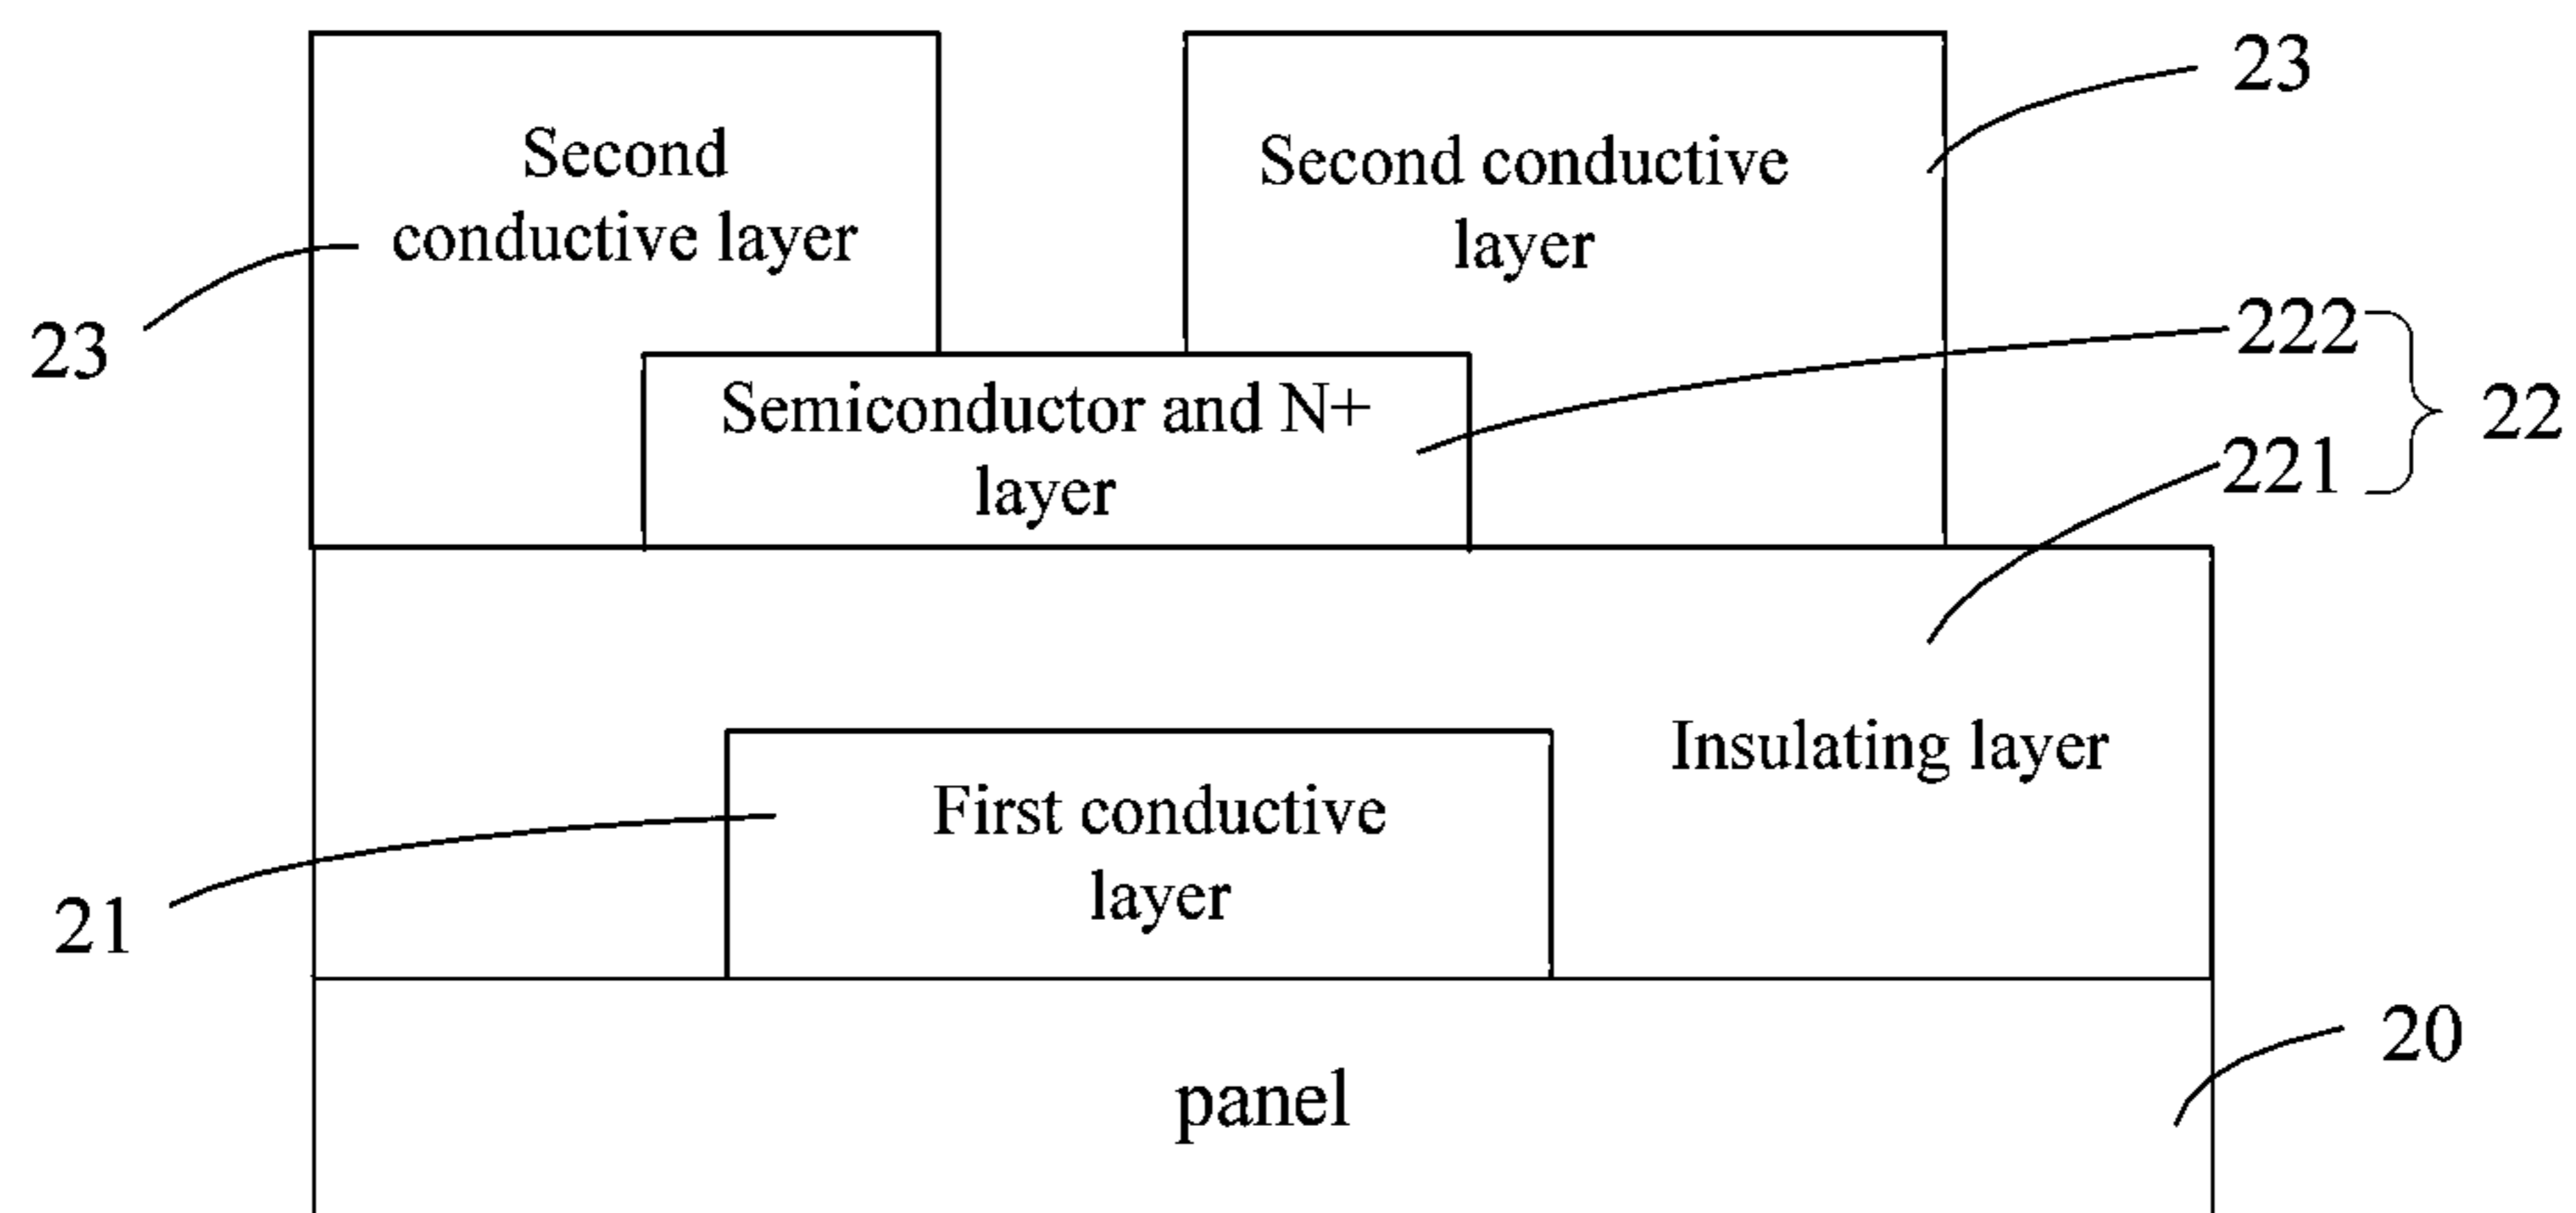 Second
conductive layer
Second conductive
layer
23
23
Semiconductor and N+
layer
222
221
22
Insulating layer
First conductive
layer
21
20
panel